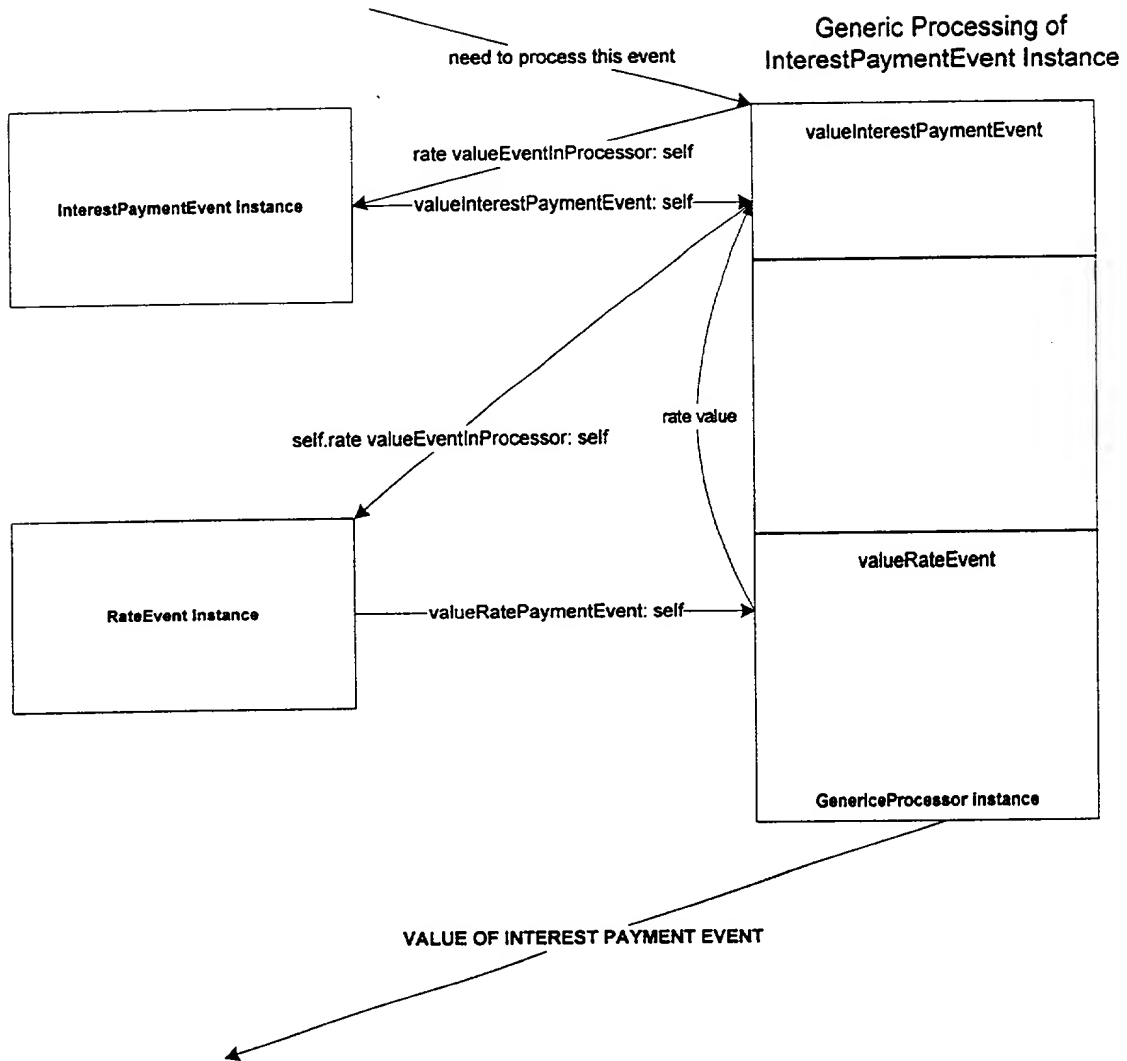 Generic Processing of
InterestPaymentEvent Instance
need to process this event
valueInterestPaymentEvent
rate valueEventInProcessor: self
InterestPaymentEvent Instance
valueInterestPaymentEvent: self
rate value
self.rate valueEventInProcessor: self
valueRateEvent
RateEvent Instance
valueRatePaymentEvent: self
GenericeProcessor instance
VALUE OF INTEREST PAYMENT EVENT